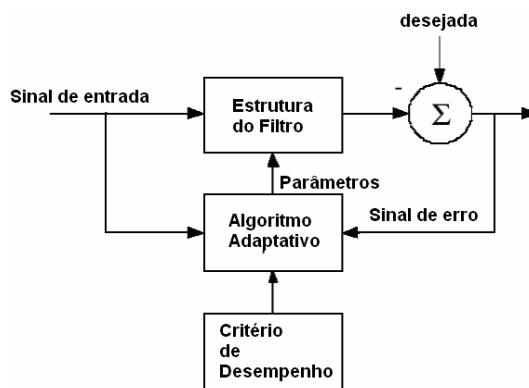 desejada
-
Sinal de entrada
Estrutura
do Filtro
Σ
Parâmetros
Algoritmo
Adaptativo
Sinal de erro
Critério
de
Desempenho